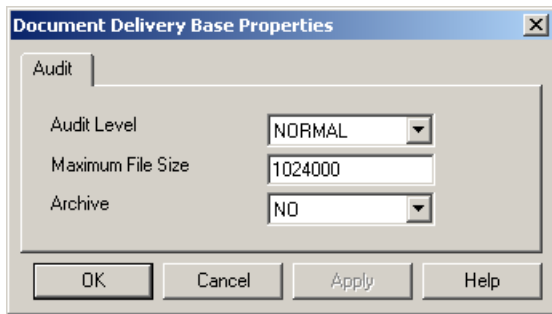 Document Delivery Base Properties
Audit
Audit Level NORMAL
Maximum File Size 1024000
Archive NO
OK Cancel Apply Help